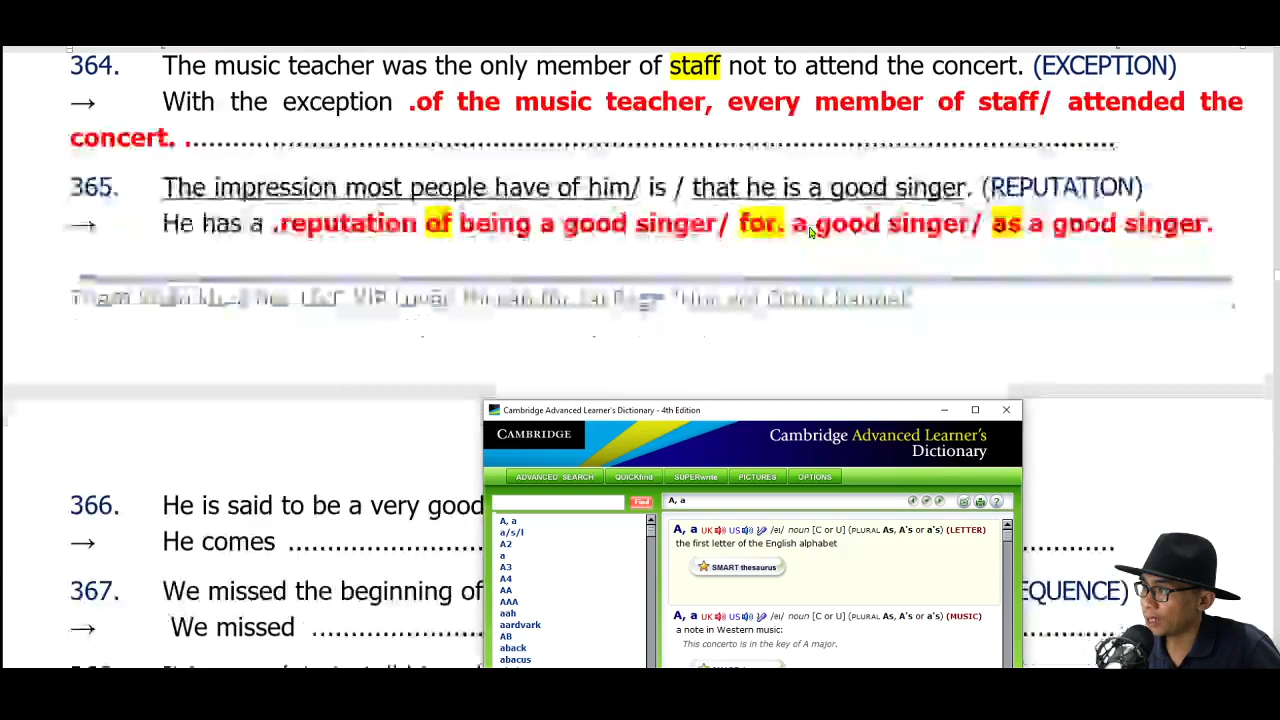 364. The music teacher was the only member of staff not to attend the concert. (EXCEPTION)
→ With the exception .of the music teacher, every member of staff/ attended the
concert. .......................................................................................................................
365. The impression most people have of him/ is / that he is a good singer. (REPUTATION)
→ He has a .reputation of being a good singer/ for. a good singer/ as a good singer.
Cambridge Advanced Learner's Dictionary - 4th Edition
CAMBRIDGE
Cambridge Advanced Learner's
Dictionary
ADVANCED SEARCH QUICKfind SUPERwrite PICTURES OPTIONS
Find
A, a
366. He is said to be a very good
→ He comes ..........................
367. We missed the beginning of
EQUENCE)
→ We missed ........................
A, a
a/s/l
A2
a
A3
A4
AA
AAA
aah
aardvark
AB
aback
abacus
A, a UK US /eɪ/ noun [C or U] (PLURAL As, A's or a's) (LETTER)
the first letter of the English alphabet
SMART thesaurus
A, a UK US /eɪ/ noun [C or U] (PLURAL As, A's or a's) (MUSIC)
a note in Western music:
This concerto is in the key of A major.